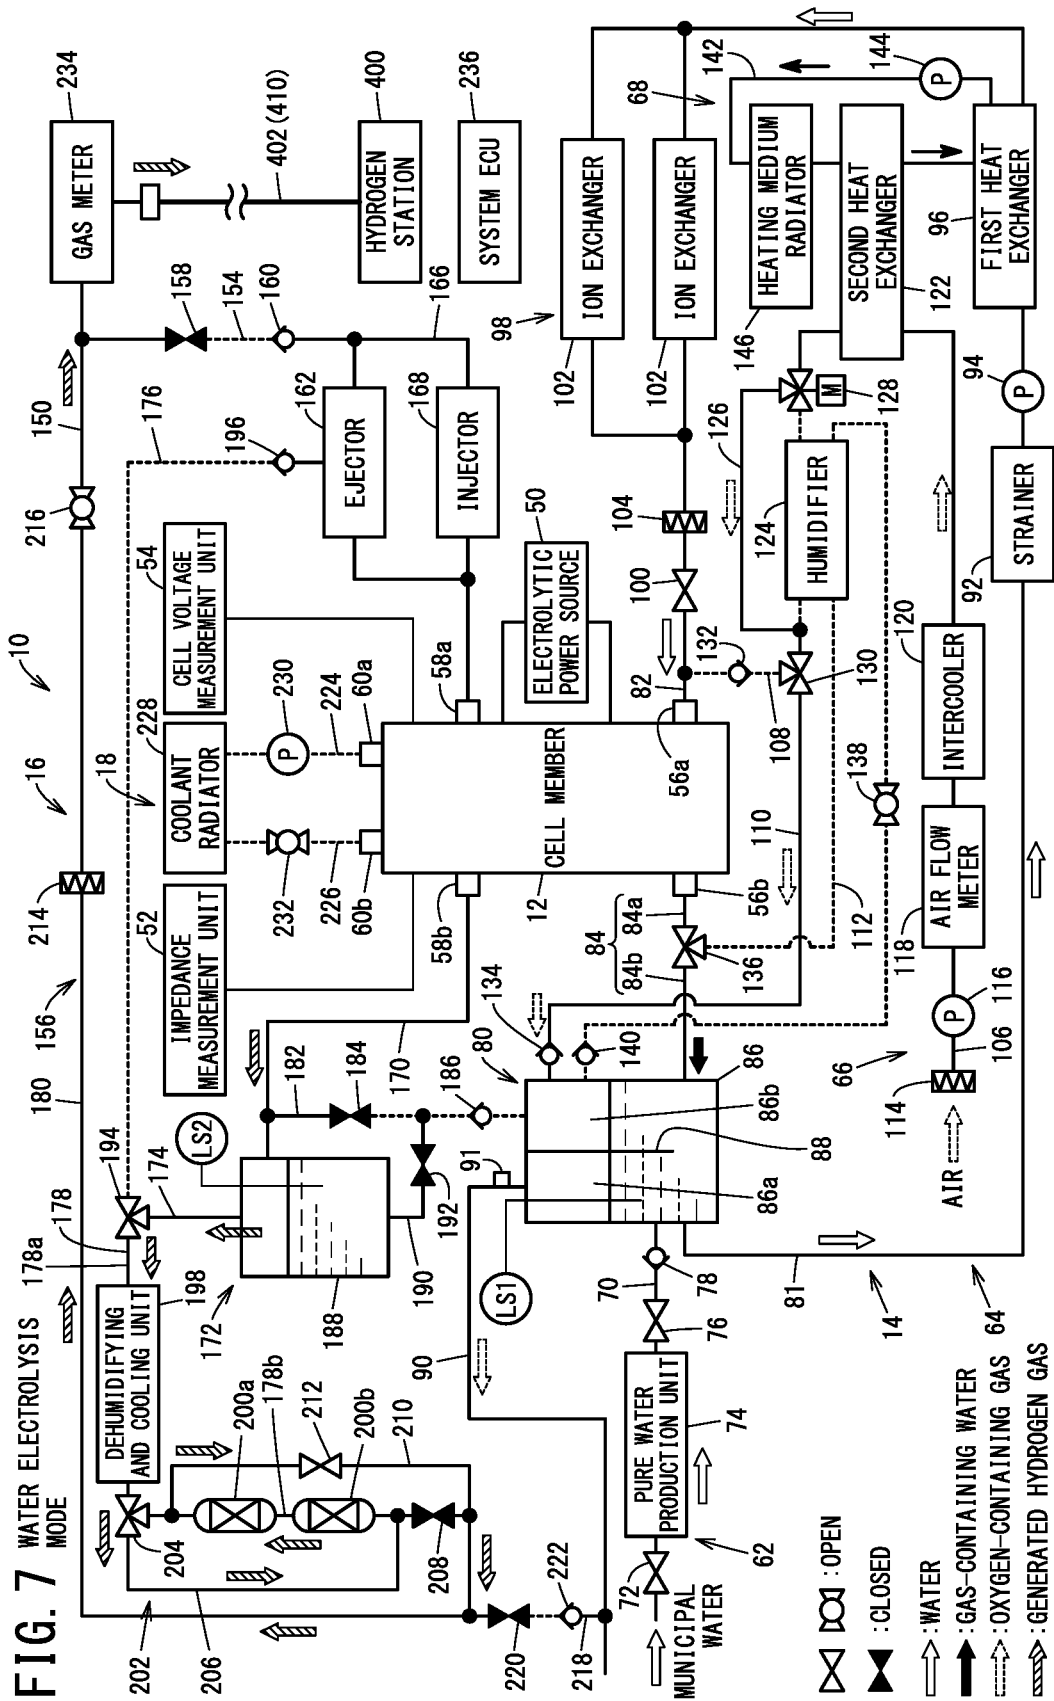 FIG. 7
WATER ELECTROLYSIS
MODE
10
16
18
156
180
214
216
150
234
GAS METER
402 (410)
400
HYDROGEN
STATION
236
SYSTEM ECU
158
154
160
166
176
196
162
EJECTOR
168
INJECTOR
54
CELL VOLTAGE
MEASUREMENT UNIT
228
COOLANT
RADIATOR
52
IMPEDANCE
MEASUREMENT UNIT
230
224
60a
232
226
60b
58a
58b
50
ELECTROLYTIC
POWER SOURCE
12
CELL MEMBER
56a
56b
P
194
174
178
178a
LS2
182
184
170
186
192
190
188
172
198
DEHUMIDIFYING
AND COOLING UNIT
200a
178b
200b
212
210
204
202
206
208
220
222
218
90
LS1
91
80
134
140
86
86b
88
86a
84
84a
84b
136
82
132
108
130
110
112
138
100
104
98
102
ION EXCHANGER
102
ION EXCHANGER
68
142
144
P
146
HEATING MEDIUM
RADIATOR
SECOND HEAT
EXCHANGER
122
96
FIRST HEAT
EXCHANGER
126
128
M
124
HUMIDIFIER
94
P
92
STRAINER
120
INTERCOOLER
118
AIR FLOW
METER
116
P
106
66
114
AIR
81
14
64
70
78
76
74
PURE WATER
PRODUCTION UNIT
62
72
MUNICIPAL
WATER
:OPEN
:CLOSED
:WATER
:GAS-CONTAINING WATER
:OXYGEN-CONTAINING GAS
:GENERATED HYDROGEN GAS